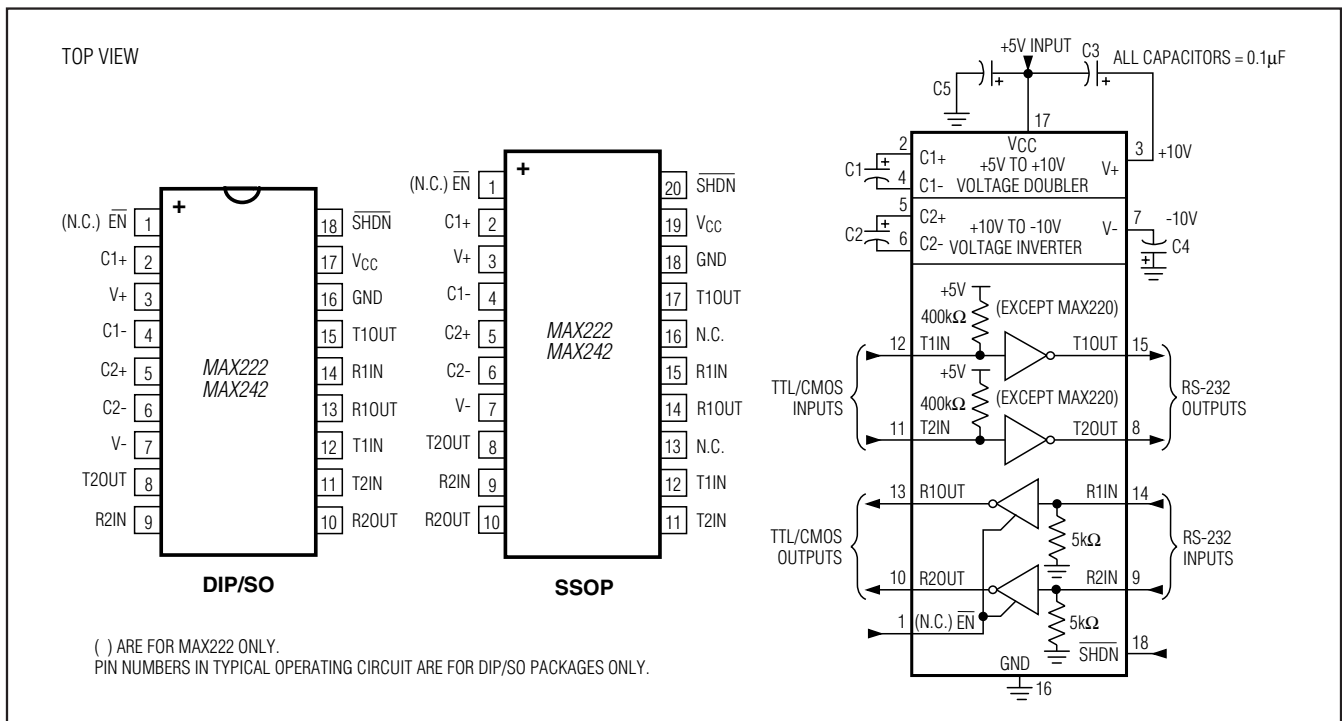 TOP VIEW
+
(N.C.) EN 1
C1+ 2
V+ 3
C1- 4
C2+ 5
C2- 6
V- 7
T2OUT 8
R2IN 9
18 SHDN
17 VCC
16 GND
15 T1OUT
14 R1IN
13 R1OUT
12 T1IN
11 T2IN
10 R2OUT
MAX222
MAX242
DIP/SO
+
(N.C.) EN 1
C1+ 2
V+ 3
C1- 4
C2+ 5
C2- 6
V- 7
T2OUT 8
R2IN 9
R2OUT 10
20 SHDN
19 VCC
18 GND
17 T1OUT
16 N.C.
15 R1IN
14 R1OUT
13 N.C.
12 T1IN
11 T2IN
MAX222
MAX242
SSOP
( ) ARE FOR MAX222 ONLY.
PIN NUMBERS IN TYPICAL OPERATING CIRCUIT ARE FOR DIP/SO PACKAGES ONLY.
+5V INPUT
C3
ALL CAPACITORS = 0.1µF
C5
+
+
17
VCC
2
C1+
+5V TO +10V
VOLTAGE DOUBLER
C1
+
4
C1-
3
V+
+10V
5
C2+
+10V TO -10V
VOLTAGE INVERTER
C2
+
6
C2-
7
V-
-10V
C4
+
+5V
400kΩ
(EXCEPT MAX220)
12 T1IN
T1OUT 15
+5V
400kΩ
(EXCEPT MAX220)
TTL/CMOS
INPUTS
RS-232
OUTPUTS
11 T2IN
T2OUT 8
13 R1OUT
R1IN 14
5kΩ
TTL/CMOS
OUTPUTS
RS-232
INPUTS
10 R2OUT
R2IN 9
5kΩ
1 (N.C.) EN
SHDN 18
GND
16